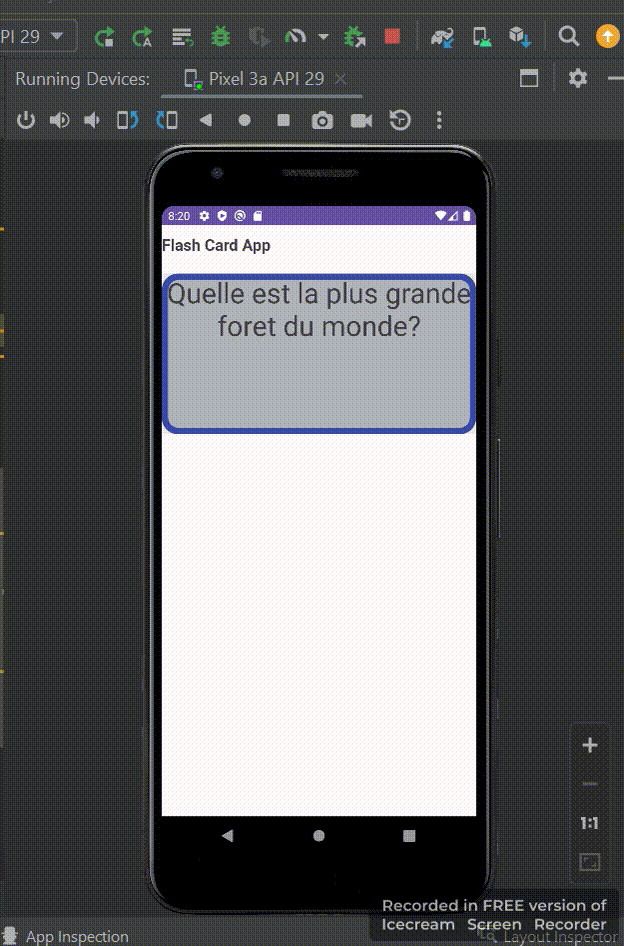 PI 29
Running Devices:
Pixel 3a API 29
8:20
Flash Card App
Quelle est la plus grande
foret du monde?
1:1
Recorded in FREE version of
Icecream Screen Recorder
App Inspection
Layout Inspector